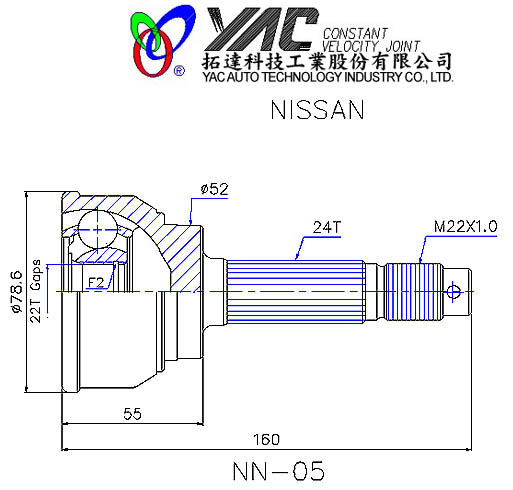 YAC CONSTANT
VELOCITY JOINT
®
拓達科技工業股份有限公司
YAC AUTO TECHNOLOGY INDUSTRY CO., LTD.
NISSAN
ø52
24T
M22X1.0
ø78.6
22T Gaps
F2
55
160
NN-05